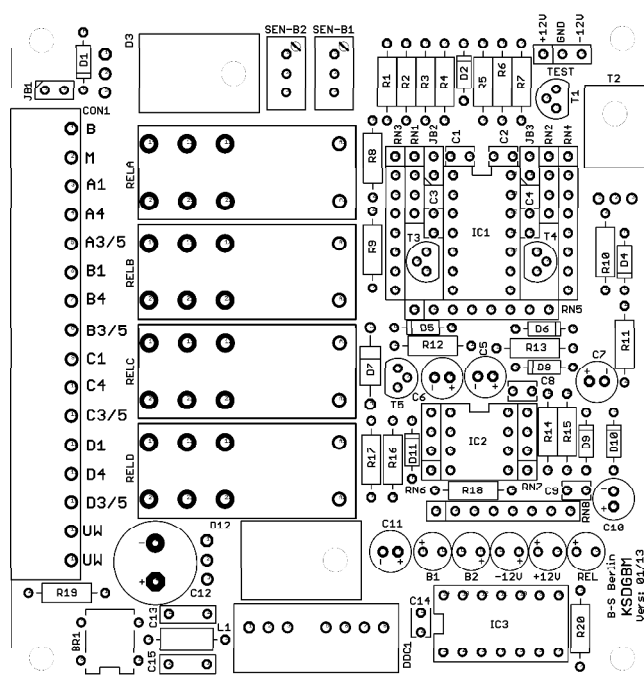 +12V
GND
-12V
TEST
D3
SEN-B2
SEN-B1
D1
JB1
R1
R2
R3
R4
D2
R5
R6
R7
T1
T2
CON1
B
M
A1
A4
A3/5
B1
B4
B3/5
C1
C4
C3/5
D1
D4
D3/5
UW
UW
RELA
RELB
RELC
RELD
R8
R9
RN3
RN1
JB2
C1
C2
JB3
RN2
RN4
C3
C4
IC1
T3
T4
RN5
R10
D4
R11
D5
D6
R12
R13
D7
D8
T5
C6
C5
C8
C7
IC2
R14
R15
D9
D10
R17
R16
D11
RN6
R18
RN7
C9
RN8
C10
D12
C12
C11
B1
B2
-12V
+12V
REL
R19
BR1
C13
L1
C15
DDC1
C14
IC3
R20
B-S Berlin
KSDGBM
Vers: 01/13